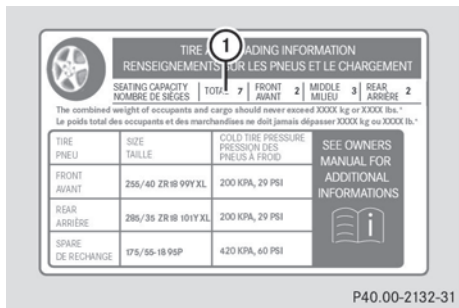 1
TIRE A ADING INFORMATION
RENSEIGNEMENTS SUR LES PNEUS ET LE CHARGEMENT
SEATING CAPACITY TOTAL 7 FRONT 2 MIDDLE 3 REAR 2
NOMBRE DE SIÈGES AVANT MILIEU ARRIÈRE
The combined weight of occupants and cargo should never exceed XXXX kg or XXXX lbs.*
Le poids total des occupants et des marchandises ne doit jamais dépasser XXXX kg ou XXXX lb.*
TIRE SIZE COLD TIRE PRESSURE
PNEU TAILLE PRESSION DES
PNEUS À FROID
SEE OWNERS
MANUAL FOR
ADDITIONAL
INFORMATIONS
FRONT
AVANT 255/40 ZR18 99Y XL 200 KPA, 29 PSI
REAR
ARRIÈRE 285/35 ZR18 101Y XL 200 KPA, 29 PSI
SPARE
DE RECHANGE 175/55-18 95P 420 KPA, 60 PSI
i
P40.00-2132-31